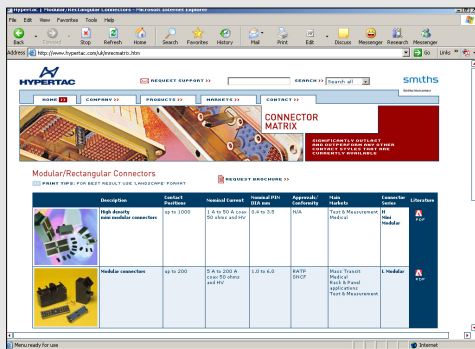 Hypertac | Modular/Rectangular Connectors - Microsoft Internet Explorer
File Edit View Favorites Tools Help
Back Forward Stop Refresh Home Search Favorites History Mail Print Edit Discuss Messenger Research Messenger
Address http://www.hypertac.com/uk/mrecmatrix.htm Go Links »
HYPERTAC REQUEST SUPPORT >> SEARCH >> Search all smiths
HOME COMPANY >> PRODUCTS >> MARKETS >> CONTACT >>
CONNECTOR
MATRIX
SIGNIFICANTLY OUTLAST
AND OUTPERFORM ANY OTHER
CONTACT STYLES THAT ARE
CURRENTLY AVAILABLE
Modular/Rectangular Connectors
REQUEST BROCHURE >>
PRINT TIPS: FOR BEST RESULT USE 'LANDSCAPE' FORMAT
Description Contact Positions Nominal Current Nominal PIN DIA mm Approvals/ Conformity Main Markets Connector Series Literature
High density mini modular connectors up to 1000 1 A to 50 A coax 50 ohms and HV 0.4 to 3.5 N/A Test & Measurement Medical H Mini Modular PDF
Modular connectors up to 200 5 A to 200 A coax 50 ohms and HV 1.0 to 6.0 RATP SNCF Mass Transit Medical Rack & Panel applications Test & Measurement L Modular PDF
Menu ready for use Internet